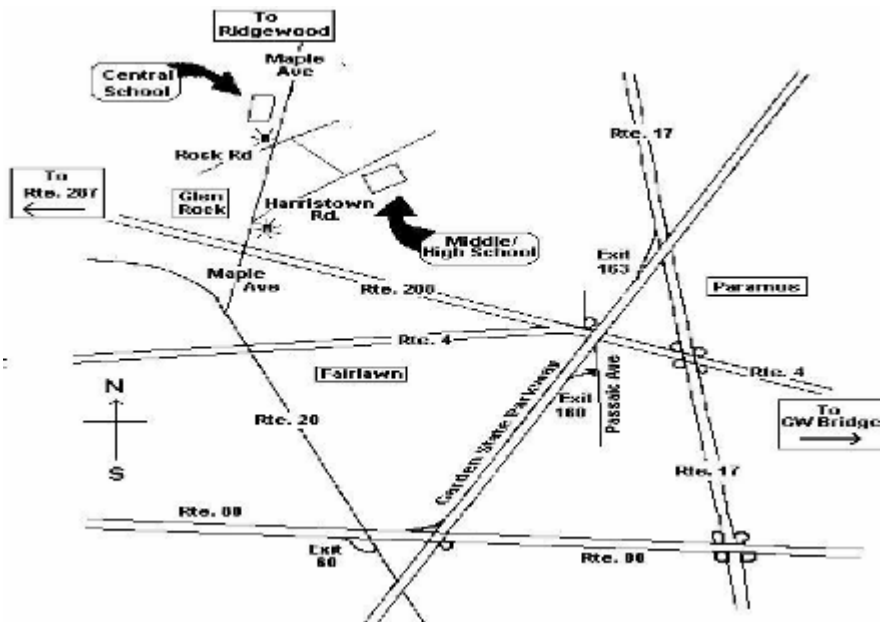 To
Ridgewood
Maple
Ave
Central
School
Rte. 17
Rock Rd
To
Rte. 287
Glen
Rock
Harristown
Rd.
Middle/
High School
Exit
163
Maple
Ave
Rte. 208
Paramus
Rte. 4
Fairlawn
Rte. 4
N
S
Exit
160
Passaic Ave
To
GW Bridge
Rte. 20
Garden State Parkway
Rte. 17
Rte. 80
Exit
60
Rte. 80